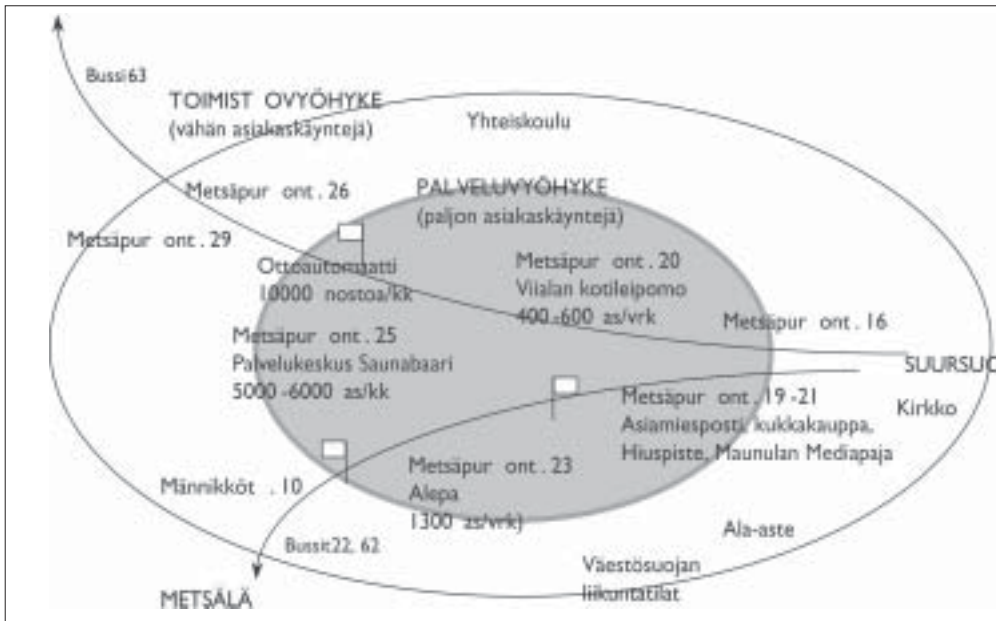 Bussi63
TOIMIST OVYÖHYKE
(vähän asiakaskäyntejä)
Yhteiskoulu
Metsäpur ont . 26
PALVELUVYÖHYKE
(paljon asiakaskäyntejä)
Metsäpur ont . 29
Ottoautomaatti
10000 nostoa/kk
Metsäpur ont . 20
Viialan kotileipomo
400-600 as/vrk
Metsäpur ont . 25
Palvelukeskus Saunabaari
5000-6000 as/kk
Metsäpur ont . 16
SUURSUO
Metsäpur ont . 19-21
Asiamiesposti, kukkakauppa,
Hiuspiste, Maunulan Mediapaja
Kirkko
Metsäpur ont . 23
Alepa
1300 as/vrk)
Männikköt . 10
Bussit22, 62
METSÄLÄ
Ala-aste
Väestösuojan
liikuntatilat